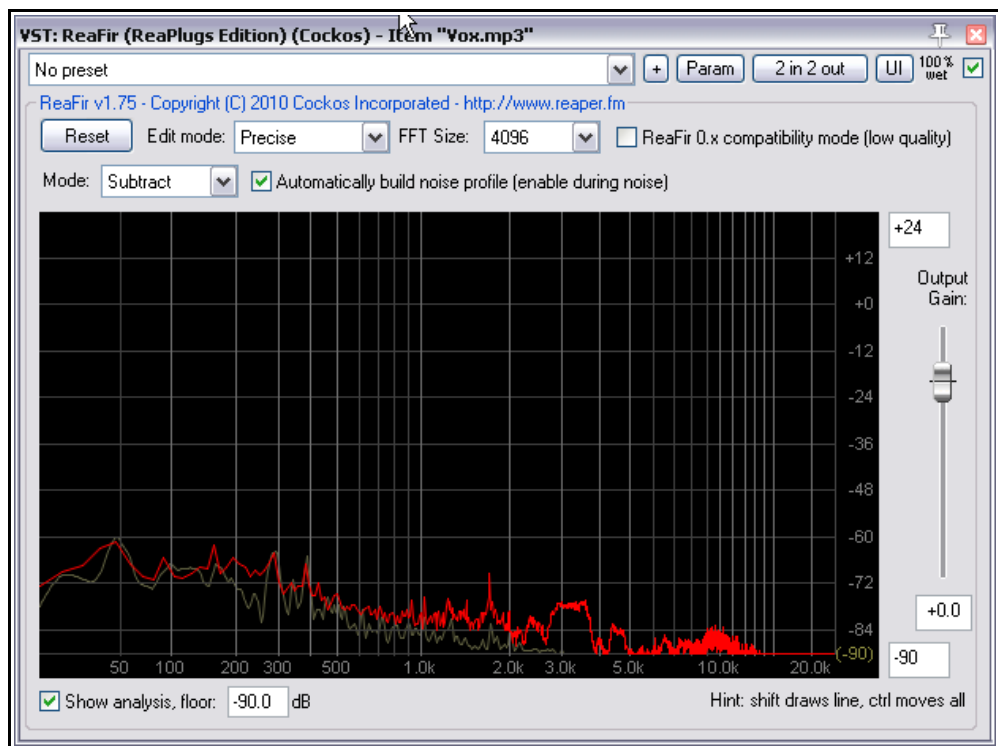 VST: ReaFir (ReaPlugs Edition) (Cockos) - Item "Vox.mp3"
No preset + Param 2 in 2 out UI 100 % wet
ReaFir v1.75 - Copyright (C) 2010 Cockos Incorporated - http://www.reaper.fm
Reset Edit mode: Precise FFT Size: 4096 ReaFir 0.x compatibility mode (low quality)
Mode: Subtract Automatically build noise profile (enable during noise)
+24
+12
Output
Gain:
+0
-12
-24
-36
-48
-60
-72
+0.0
-84
(-90) -90
50 100 200 300 500 1.0k 2.0k 3.0k 5.0k 10.0k 20.0k
Show analysis, floor: -90.0 dB Hint: shift draws line, ctrl moves all